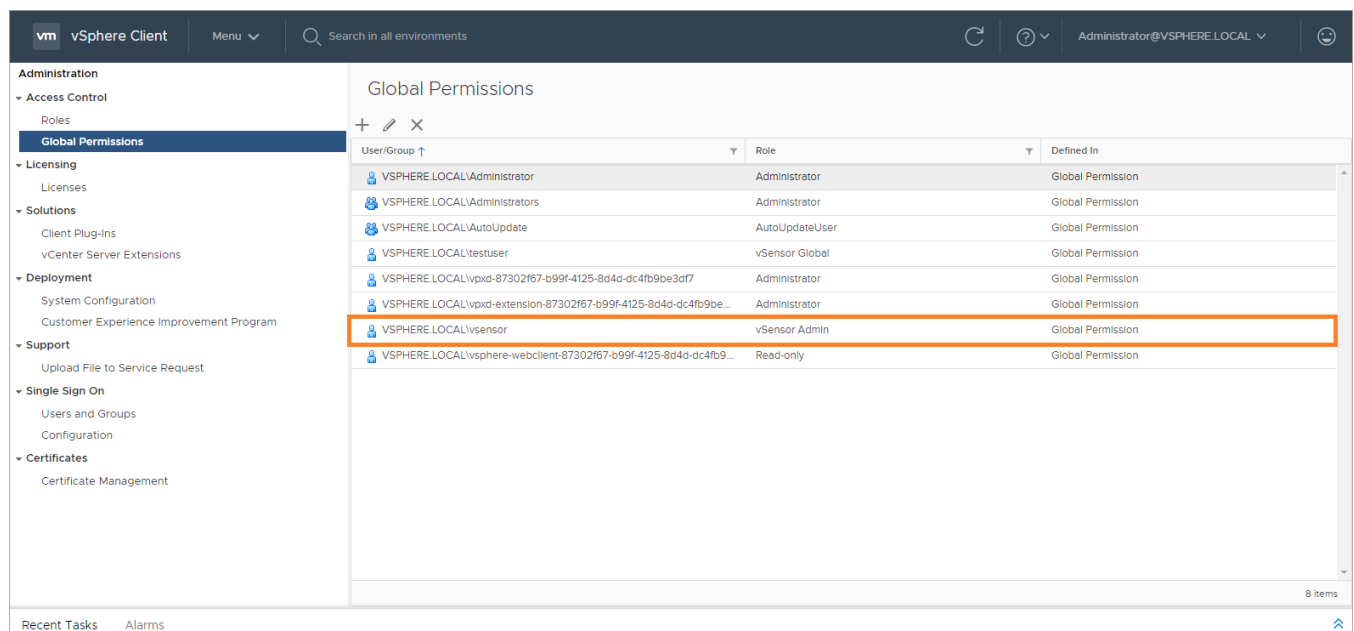 vm vSphere Client Menu Search in all environments Administrator@VSPHERE.LOCAL
Administration
Access Control
Roles
Global Permissions
Licensing
Licenses
Solutions
Client Plug-Ins
vCenter Server Extensions
Deployment
System Configuration
Customer Experience Improvement Program
Support
Upload File to Service Request
Single Sign On
Users and Groups
Configuration
Certificates
Certificate Management
Global Permissions
User/Group Role Defined In
VSPHERE.LOCAL\Administrator Administrator Global Permission
VSPHERE.LOCAL\Administrators Administrator Global Permission
VSPHERE.LOCAL\AutoUpdate AutoUpdateUser Global Permission
VSPHERE.LOCAL\testuser vSensor Global Global Permission
VSPHERE.LOCAL\vpxd-87302f67-b99f-4125-8d4d-dc4fb9be3df7 Administrator Global Permission
VSPHERE.LOCAL\vpxd-extension-87302f67-b99f-4125-8d4d-dc4fb9be... Administrator Global Permission
VSPHERE.LOCAL\vsensor vSensor Admin Global Permission
VSPHERE.LOCAL\vsphere-webclient-87302f67-b99f-4125-8d4d-dc4fb9... Read-only Global Permission
8 items
Recent Tasks Alarms